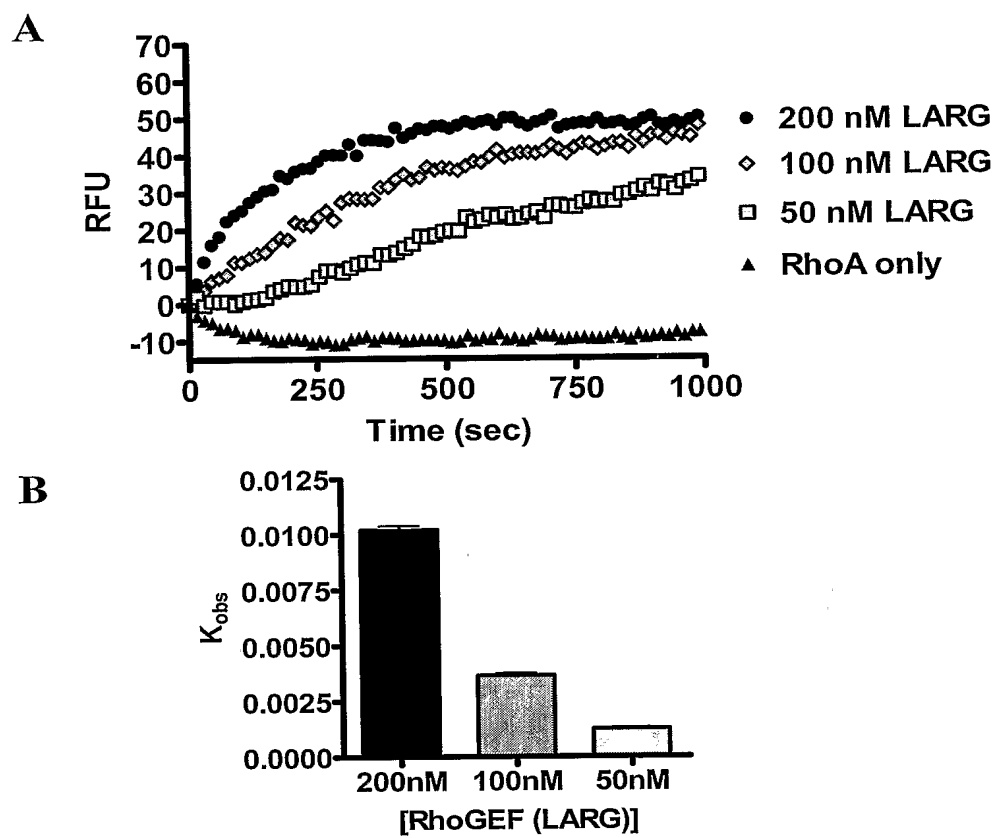 A
70
60
50
40
30
20
10
0
-10
RFU
0 250 500 750 1000
Time (sec)
200 nM LARG
100 nM LARG
50 nM LARG
RhoA only
B
0.0125
0.0100
0.0075
0.0050
0.0025
0.0000
Kobs
200nM 100nM 50nM
[RhoGEF (LARG)]